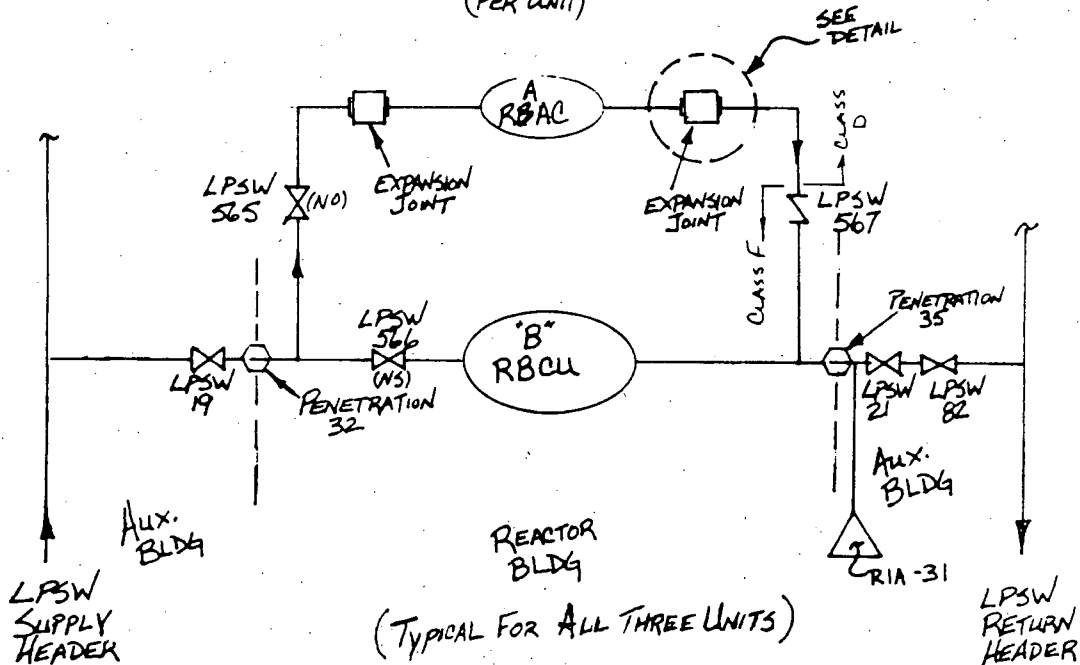 (PER UNIT)
SEE
DETAIL
A
RBAC
CLASS
D
LPSW
565
(NO)
EXPANSION
JOINT
EXPANSION
JOINT
LPSW
567
CLASS F
LPSW
566
(NS)
"B"
RBCU
PENETRATION
35
LPSW
19
PENETRATION
32
LPSW
21
LPSW
82
AUX.
BLDG
AUX.
BLDG
REACTOR
BLDG
RIA-31
LPSW
SUPPLY
HEADER
(TYPICAL FOR ALL THREE UNITS)
LPSW
RETURN
HEADER